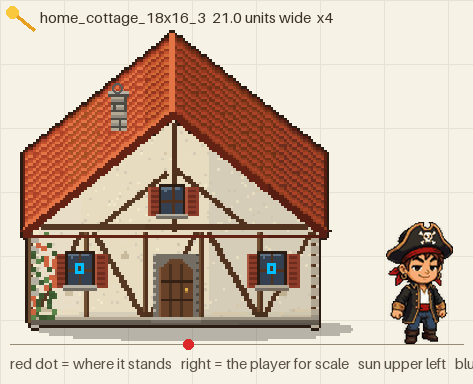 home_cottage_18x16_3 21.0 units wide x4
red dot = where it stands right = the player for scale sun upper left blu